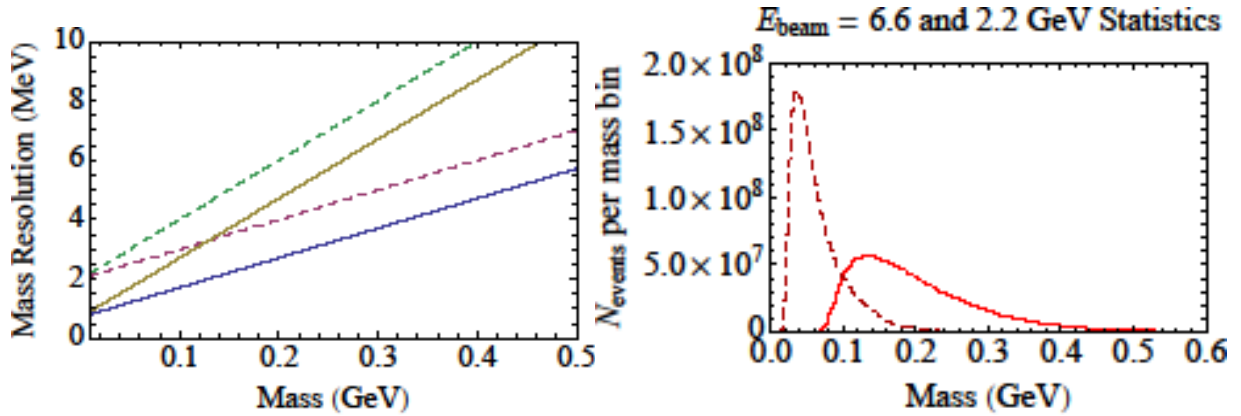 Mass Resolution (MeV)
10
8
6
4
2
0
0.1 0.2 0.3 0.4 0.5
Mass (GeV)
E_beam = 6.6 and 2.2 GeV Statistics
N_events per mass bin
2.0×10^8
1.5×10^8
1.0×10^8
5.0×10^7
0
0.0 0.1 0.2 0.3 0.4 0.5 0.6
Mass (GeV)